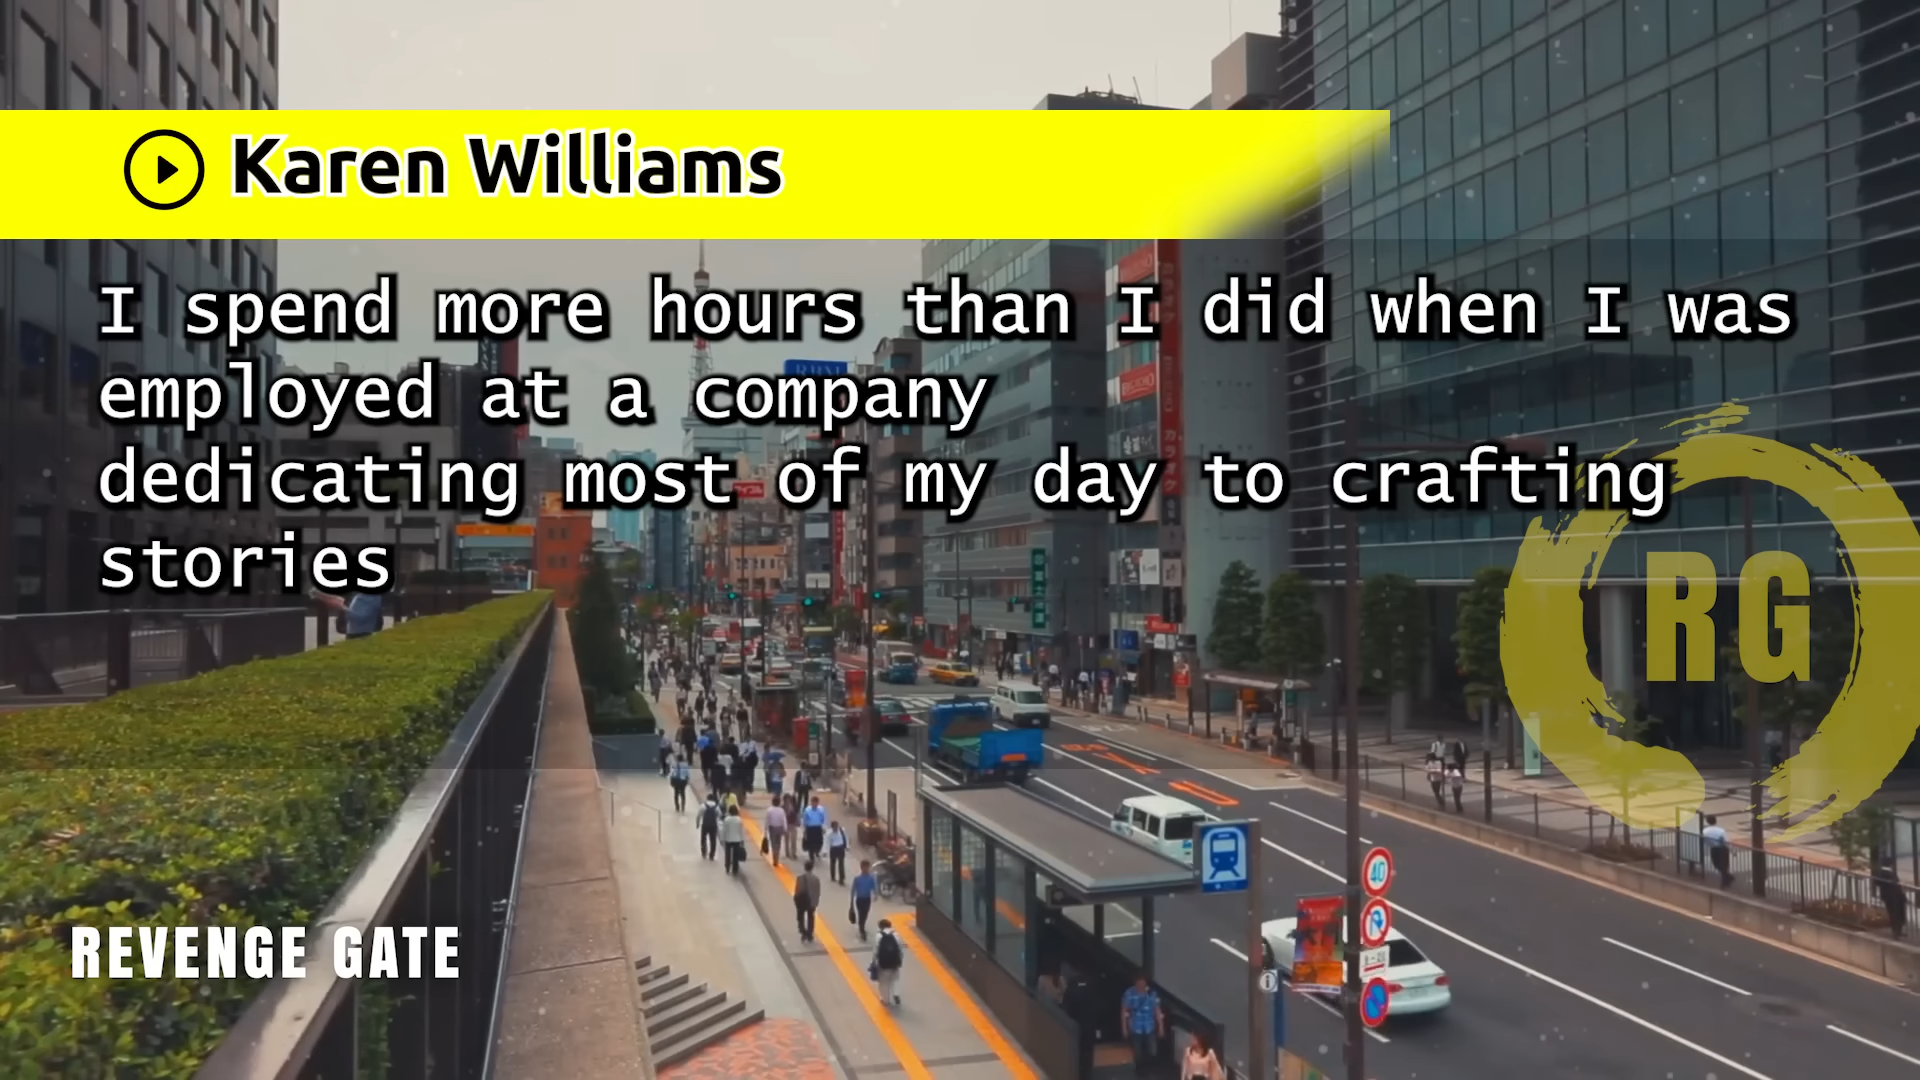 Karen Williams
I spend more hours than I did when I was
employed at a company
dedicating most of my day to crafting
stories
RG
REVENGE GATE
40